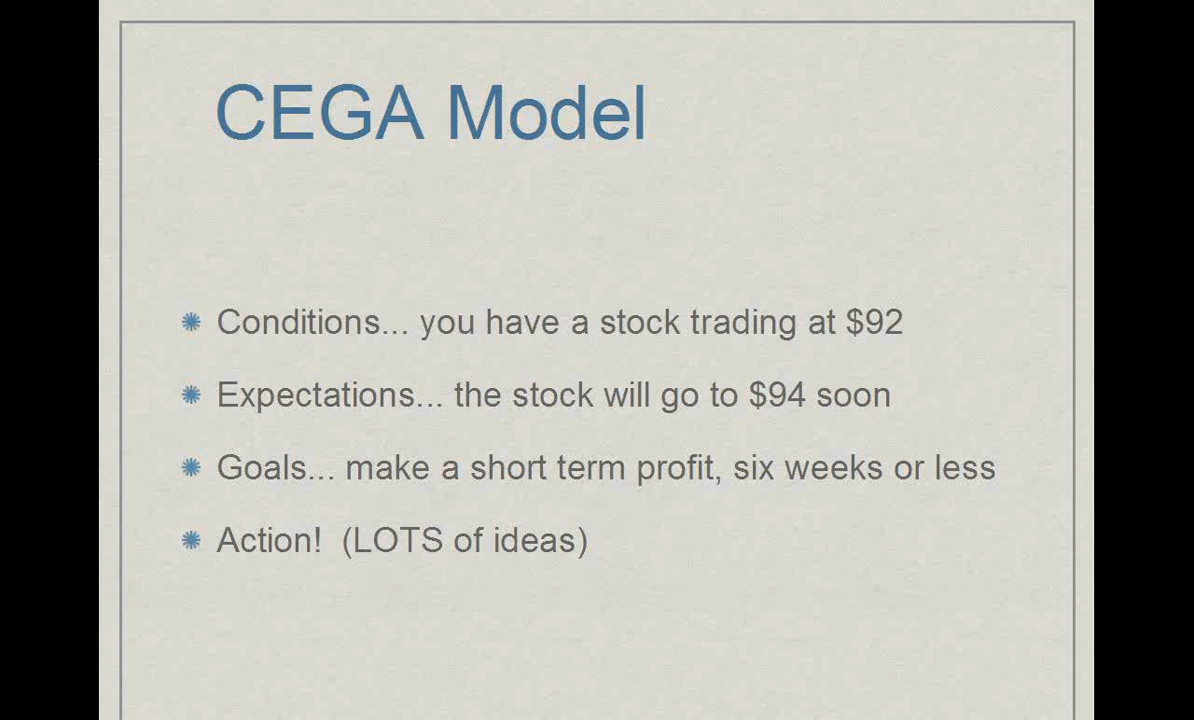 CEGA Model
Conditions... you have a stock trading at $92
Expectations... the stock will go to $94 soon
Goals... make a short term profit, six weeks or less
Action!  (LOTS of ideas)